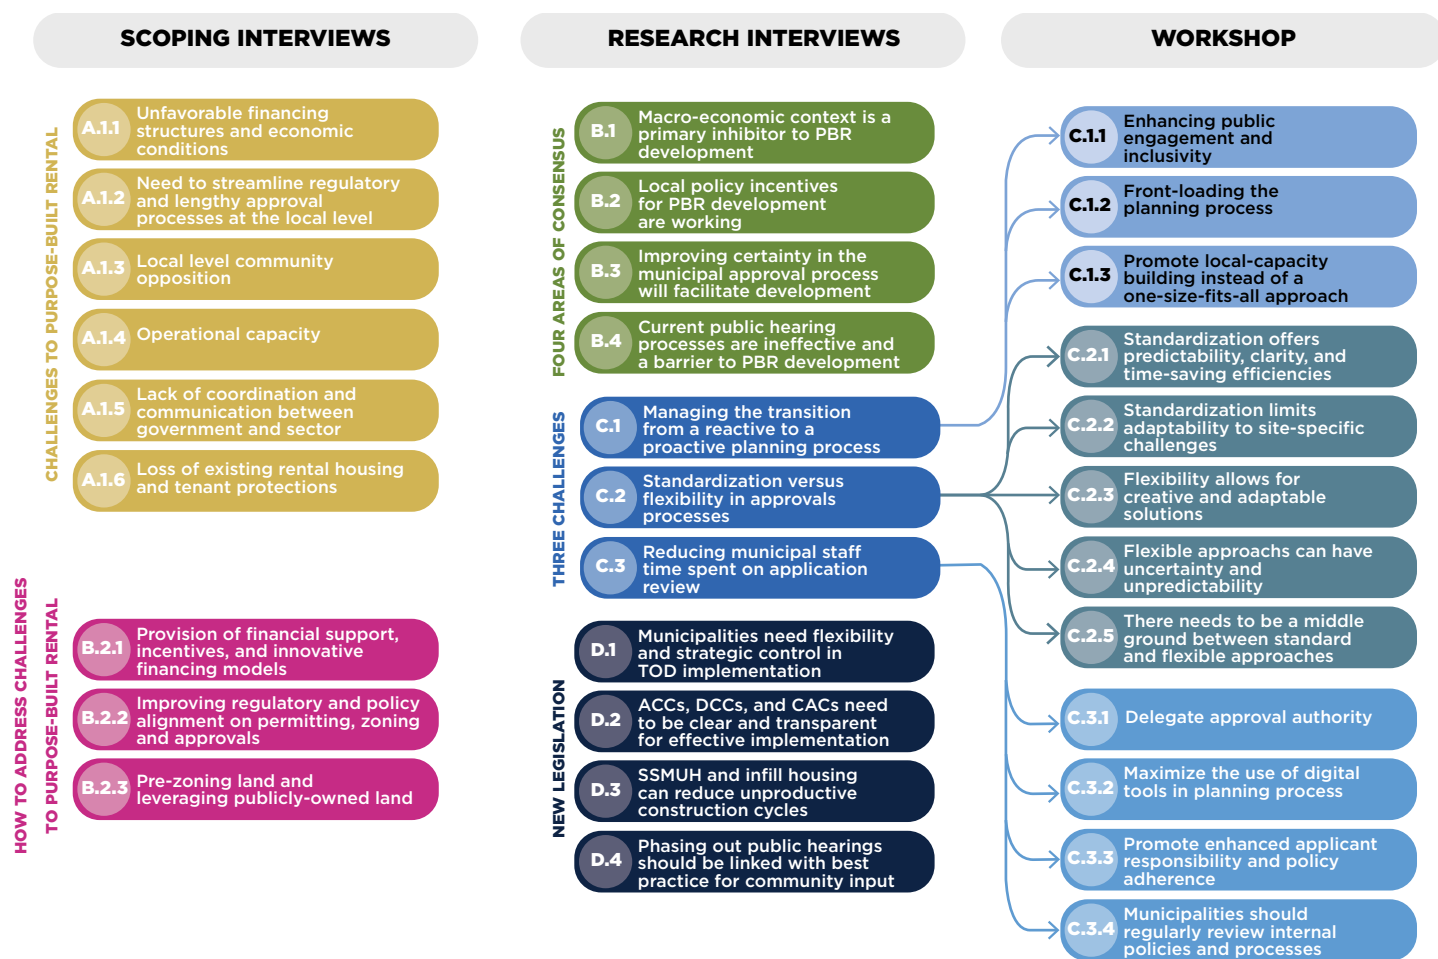 SCOPING INTERVIEWS
CHALLENGES TO PURPOSE-BUILT RENTAL
A.1.1
Unfavorable financing
structures and economic
conditions
A.1.2
Need to streamline regulatory
and lengthy approval
processes at the local level
A.1.3
Local level community
opposition
A.1.4
Operational capacity
A.1.5
Lack of coordination and
communication between
government and sector
A.1.6
Loss of existing rental housing
and tenant protections
HOW TO ADDRESS CHALLENGES
TO PURPOSE-BUILT RENTAL
B.2.1
Provision of financial support,
incentives, and innovative
financing models
B.2.2
Improving regulatory and policy
alignment on permitting, zoning
and approvals
B.2.3
Pre-zoning land and
leveraging publicly-owned land
RESEARCH INTERVIEWS
FOUR AREAS OF CONSENSUS
B.1
Macro-economic context is a
primary inhibitor to PBR
development
B.2
Local policy incentives
for PBR development
are working
B.3
Improving certainty in the
municipal approval process
will facilitate development
B.4
Current public hearing
processes are ineffective and
a barrier to PBR development
THREE CHALLENGES
C.1
Managing the transition
from a reactive to a
proactive planning process
C.2
Standardization versus
flexibility in approvals
processes
C.3
Reducing municipal staff
time spent on application
review
NEW LEGISLATION
D.1
Municipalities need flexibility
and strategic control in
TOD implementation
D.2
ACCs, DCCs, and CACs need
to be clear and transparent
for effective implementation
D.3
SSMUH and infill housing
can reduce unproductive
construction cycles
D.4
Phasing out public hearings
should be linked with best
practice for community input
WORKSHOP
C.1.1
Enhancing public
engagement and
inclusivity
C.1.2
Front-loading the
planning process
C.1.3
Promote local-capacity
building instead of a
one-size-fits-all approach
C.2.1
Standardization offers
predictability, clarity, and
time-saving efficiencies
C.2.2
Standardization limits
adaptability to site-specific
challenges
C.2.3
Flexibility allows for
creative and adaptable
solutions
C.2.4
Flexible approachs can have
uncertainty and
unpredictability
C.2.5
There needs to be a middle
ground between standard
and flexible approaches
C.3.1
Delegate approval authority
C.3.2
Maximize the use of digital
tools in planning process
C.3.3
Promote enhanced applicant
responsibility and policy
adherence
C.3.4
Municipalities should
regularly review internal
policies and processes